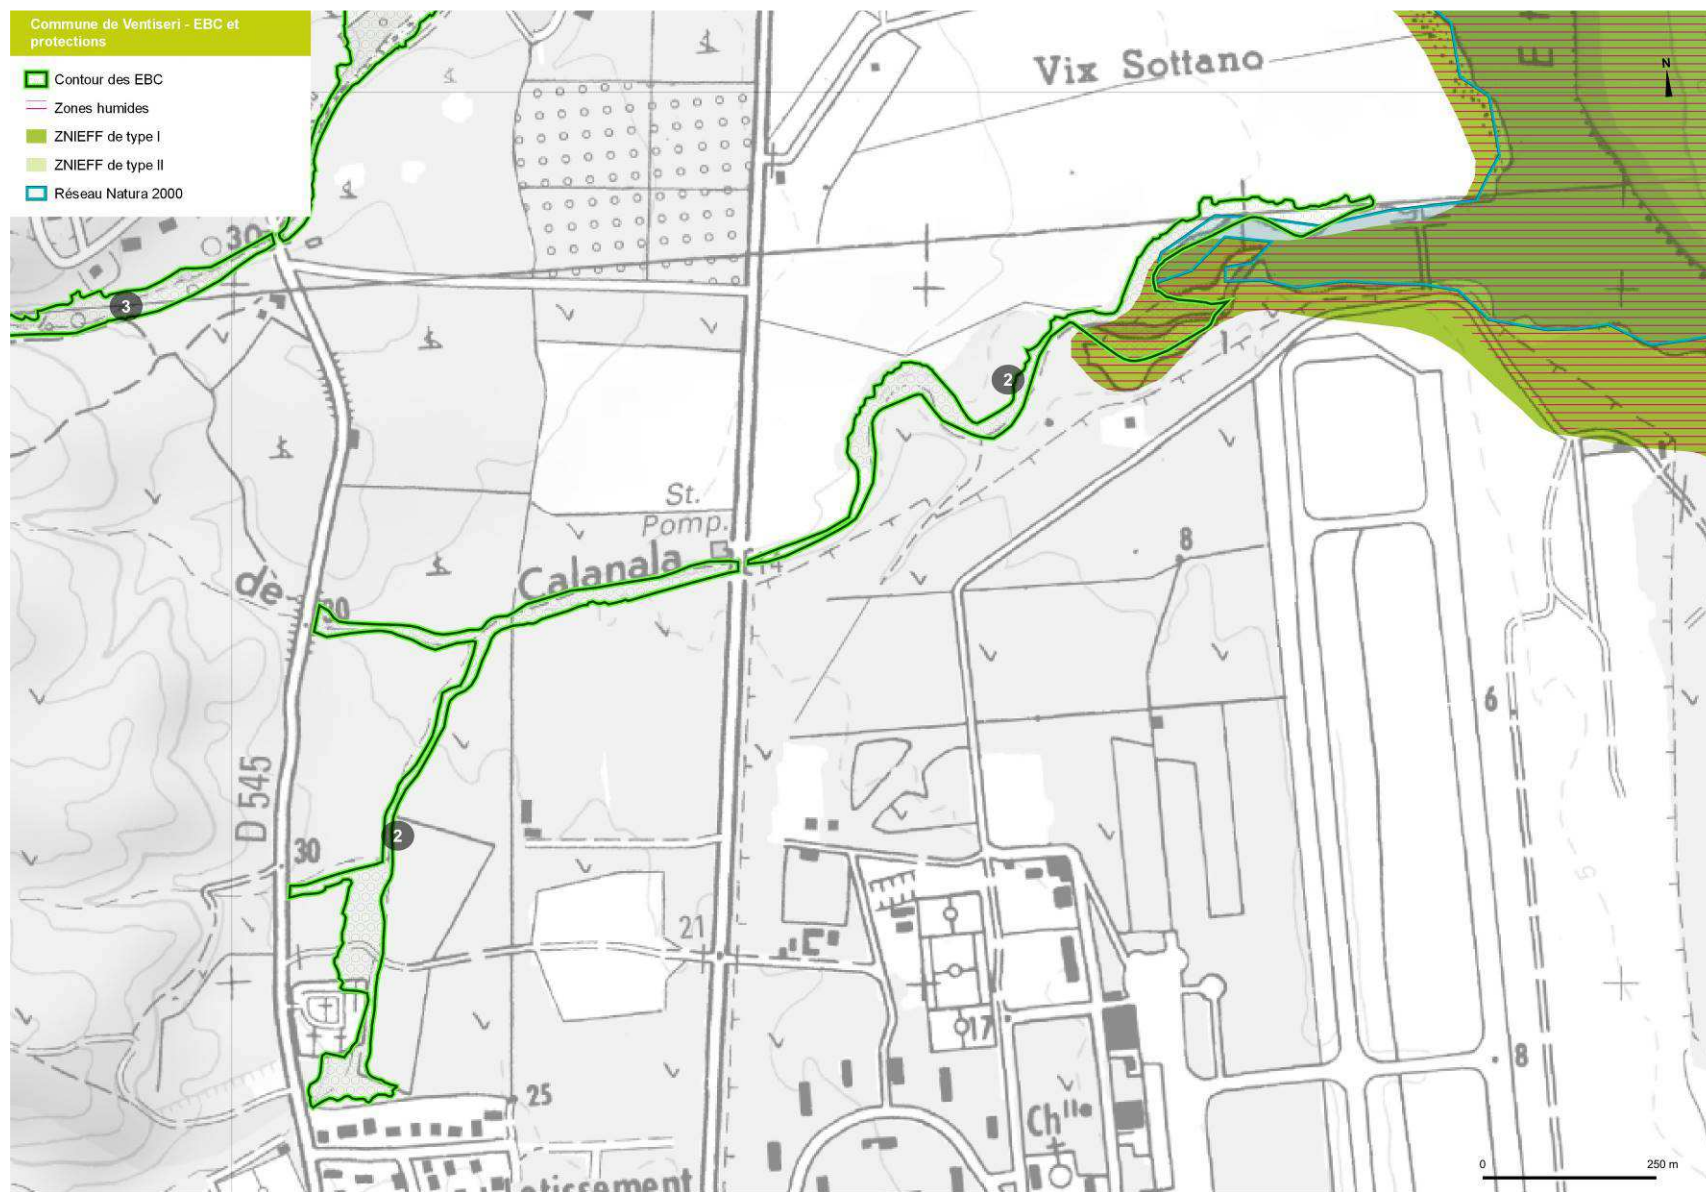 Commune de Ventiseri - EBC et
protections
Contour des EBC
Zones humides
ZNIEFF de type I
ZNIEFF de type II
Réseau Natura 2000
Vix Sottano
N
30
3
2
St.
Pomp.
8
Calanala
de
6
D 545
2
30
21
17
8
25
Ch^lle
0 250 m